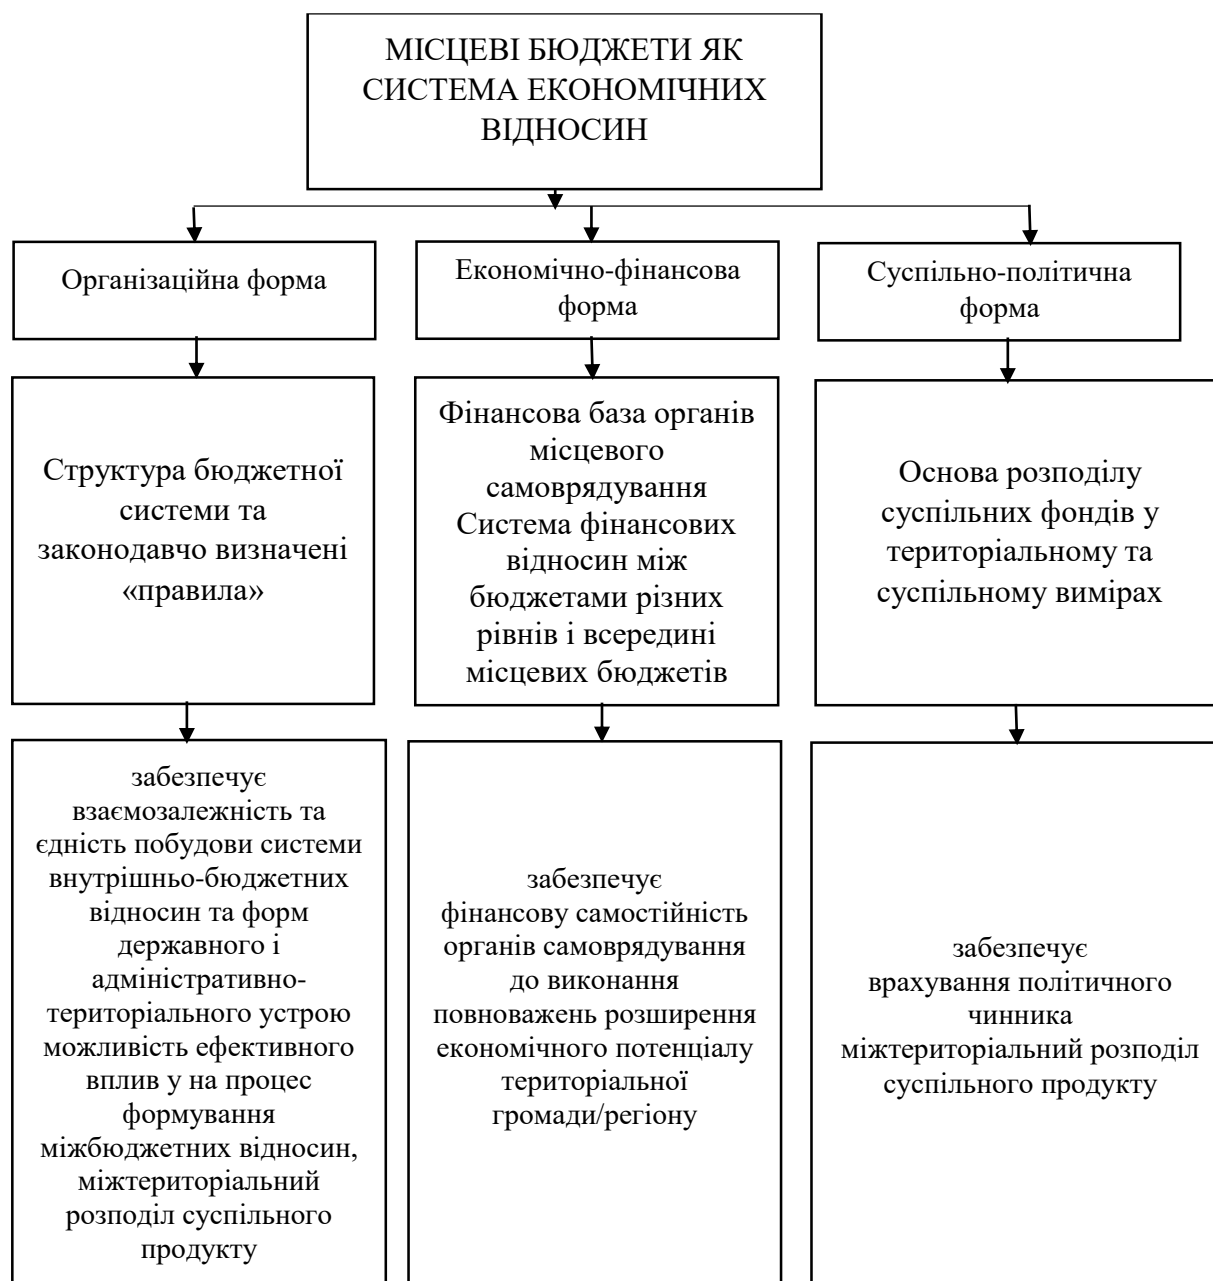 МІСЦЕВІ БЮДЖЕТИ ЯК
СИСТЕМА ЕКОНОМІЧНИХ
ВІДНОСИН
Організаційна форма
Економічно-фінансова
форма
Суспільно-політична
форма
Структура бюджетної
системи та
законодавчо визначені
«правила»
Фінансова база органів
місцевого
самоврядування
Система фінансових
відносин між
бюджетами різних
рівнів і всередині
місцевих бюджетів
Основа розподілу
суспільних фондів у
територіальному та
суспільному вимірах
забезпечує
взаємозалежність та
єдність побудови системи
внутрішньо-бюджетних
відносин та форм
державного і
адміністративно-
територіального устрою
можливість ефективного
вплив у на процес
формування
міжбюджетних відносин,
міжтериторіальний
розподіл суспільного
продукту
забезпечує
фінансову самостійність
органів самоврядування
до виконання
повноважень розширення
економічного потенціалу
територіальної
громади/регіону
забезпечує
врахування політичного
чинника
міжтериторіальний розподіл
суспільного продукту